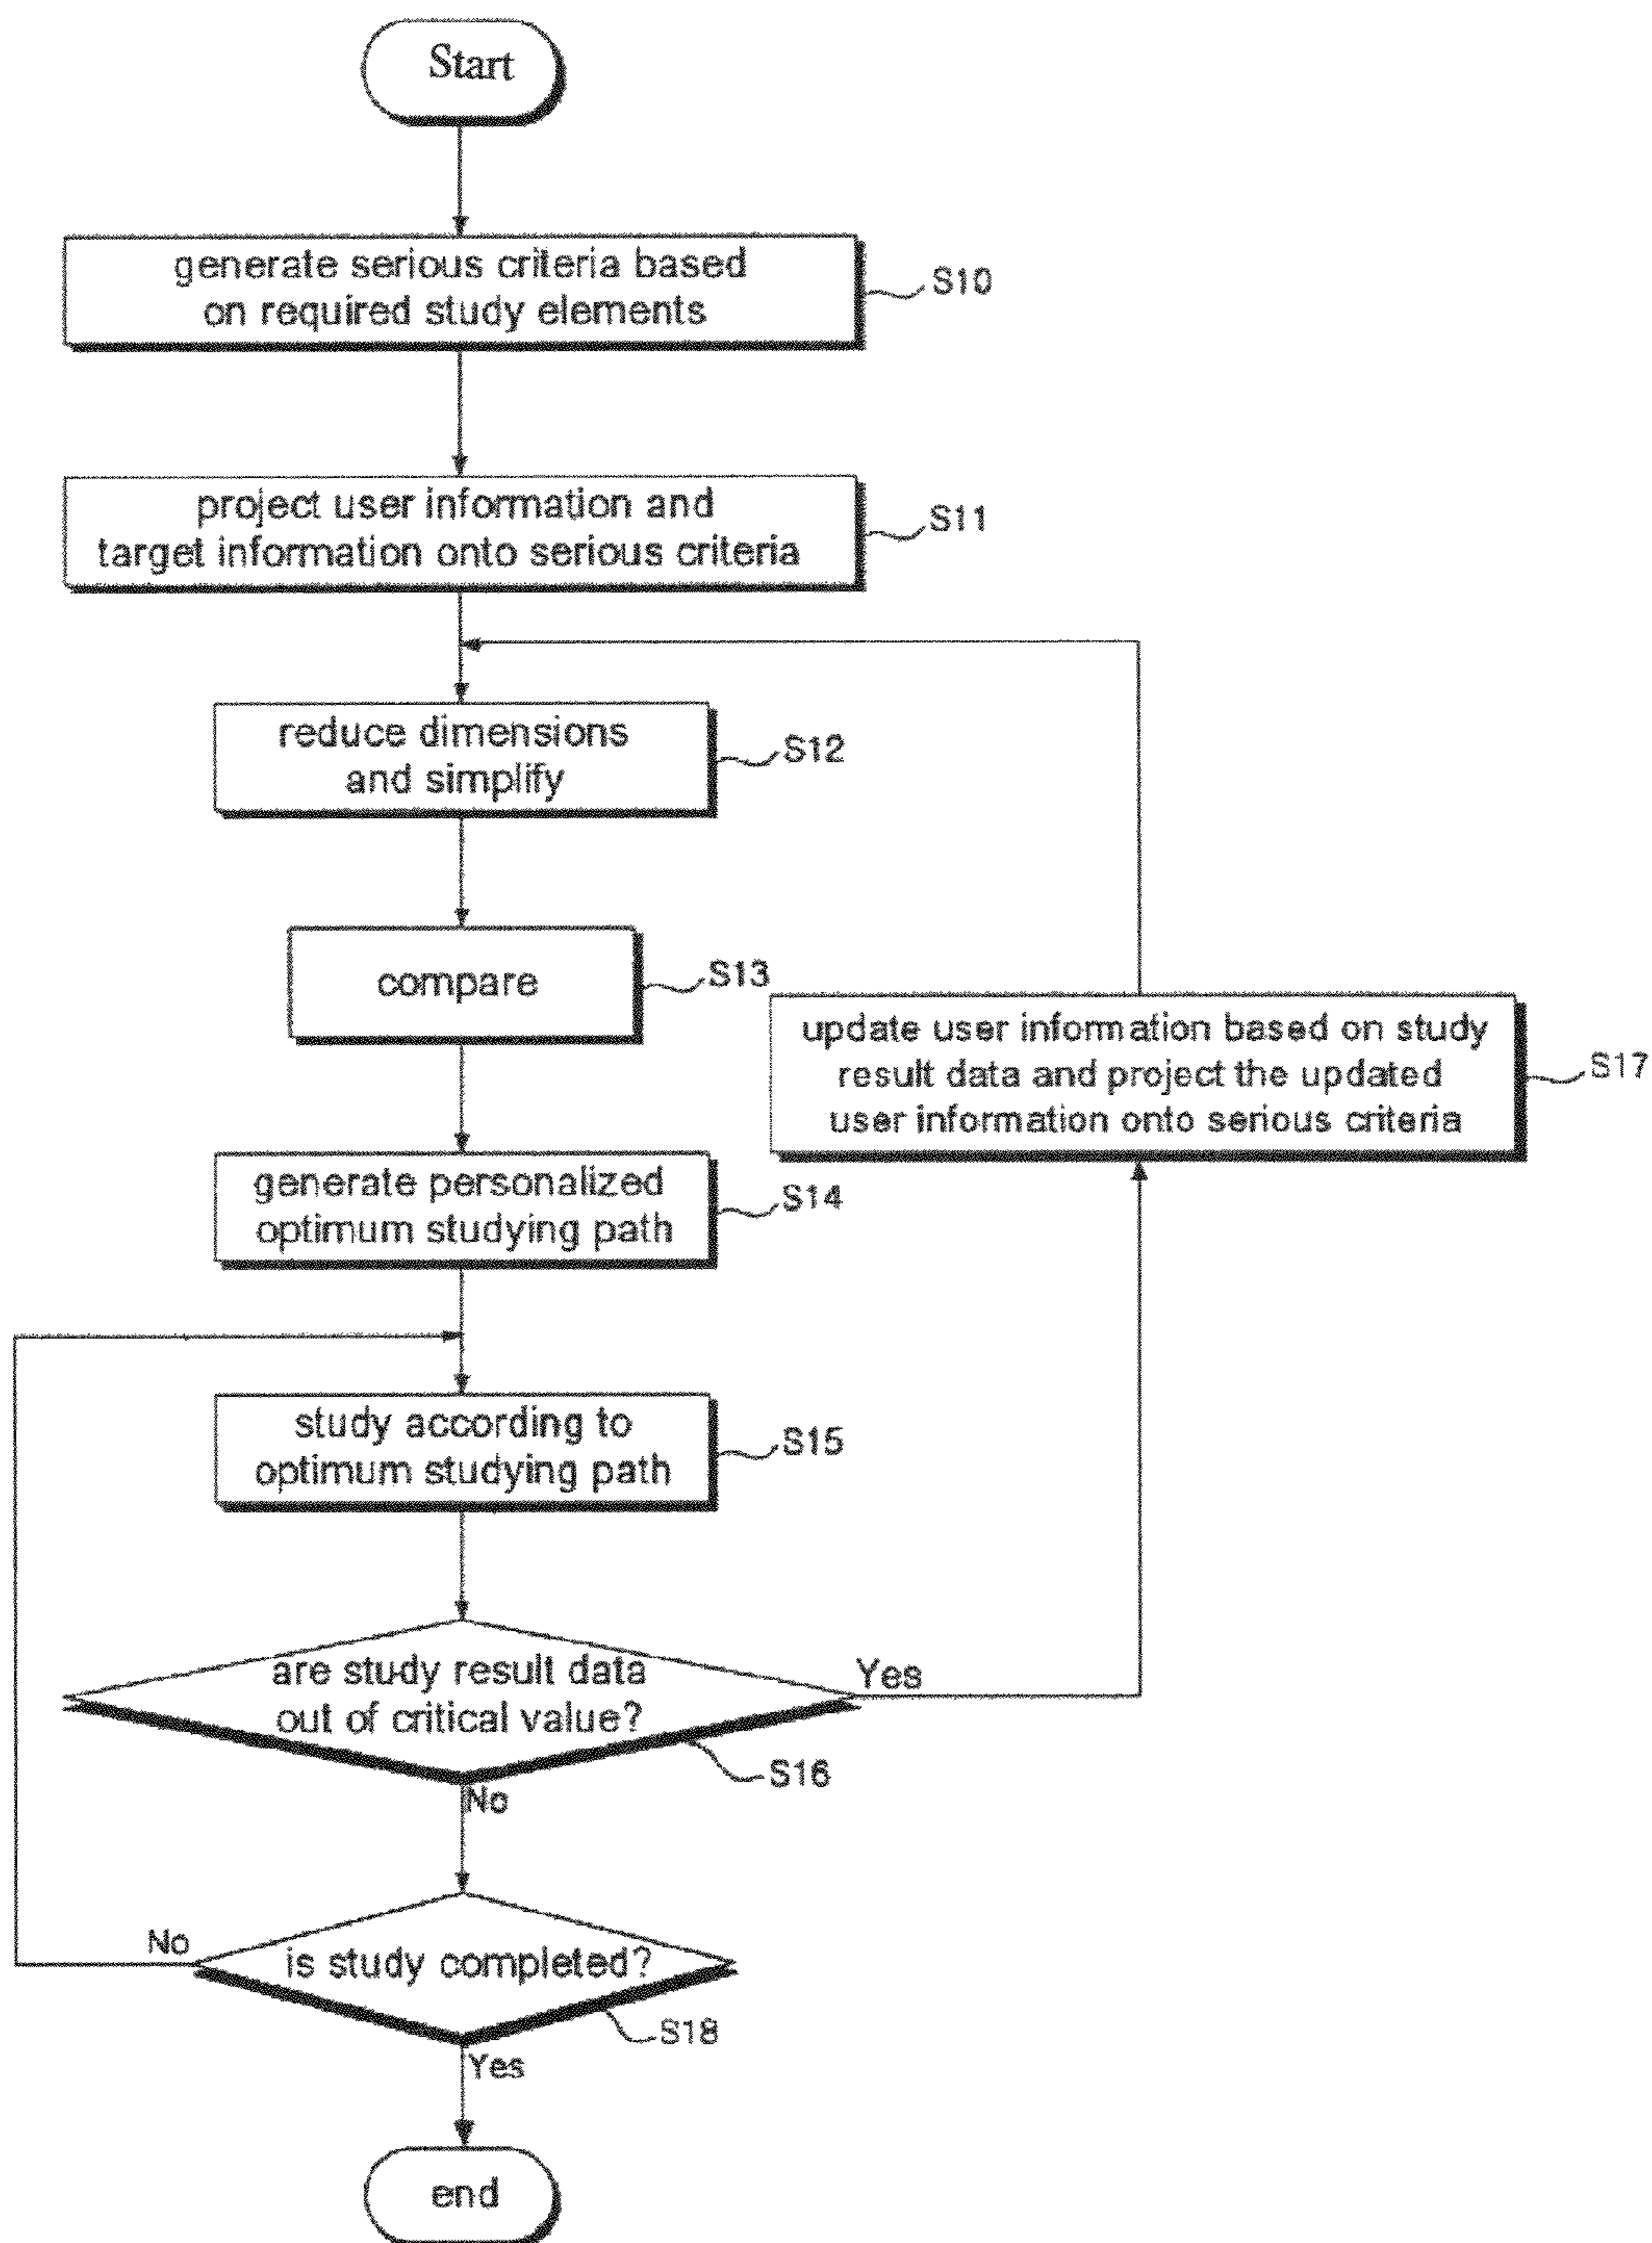 Start
generate serious criteria based
on required study elements
S10
project user information and
target information onto serious criteria
S11
reduce dimensions
and simplify
S12
compare
S13
update user information based on study
result data and project the updated
user information onto serious criteria
S17
generate personalized
optimum studying path
S14
study according to
optimum studying path
S15
are study result data
out of critical value?
Yes
S16
No
is study completed?
No
S18
Yes
end